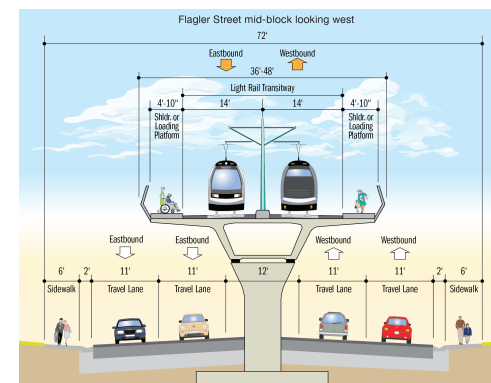 Flagler Street mid-block looking west
72'
Eastbound Westbound
36'-48'
Light Rail Transitway
4'-10" 14' 14' 4'-10"
Shldr. or
Loading
Platform
Shldr. or
Loading
Platform
Eastbound Eastbound Westbound Westbound
6' 2' 11' 11' 12' 11' 11' 2' 6'
Sidewalk Travel Lane Travel Lane Travel Lane Travel Lane Sidewalk